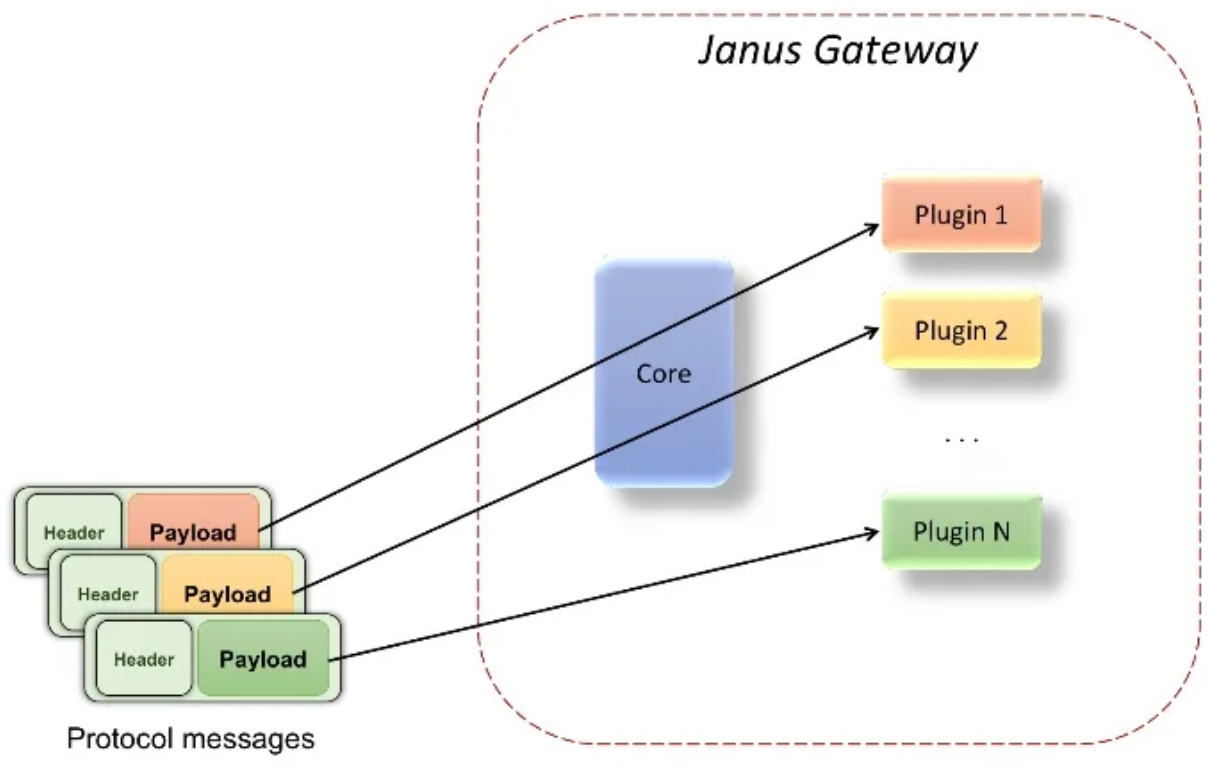 Janus Gateway
Plugin 1
Plugin 2
Core
...
Header Payload
Plugin N
Header Payload
Header Payload
Protocol messages